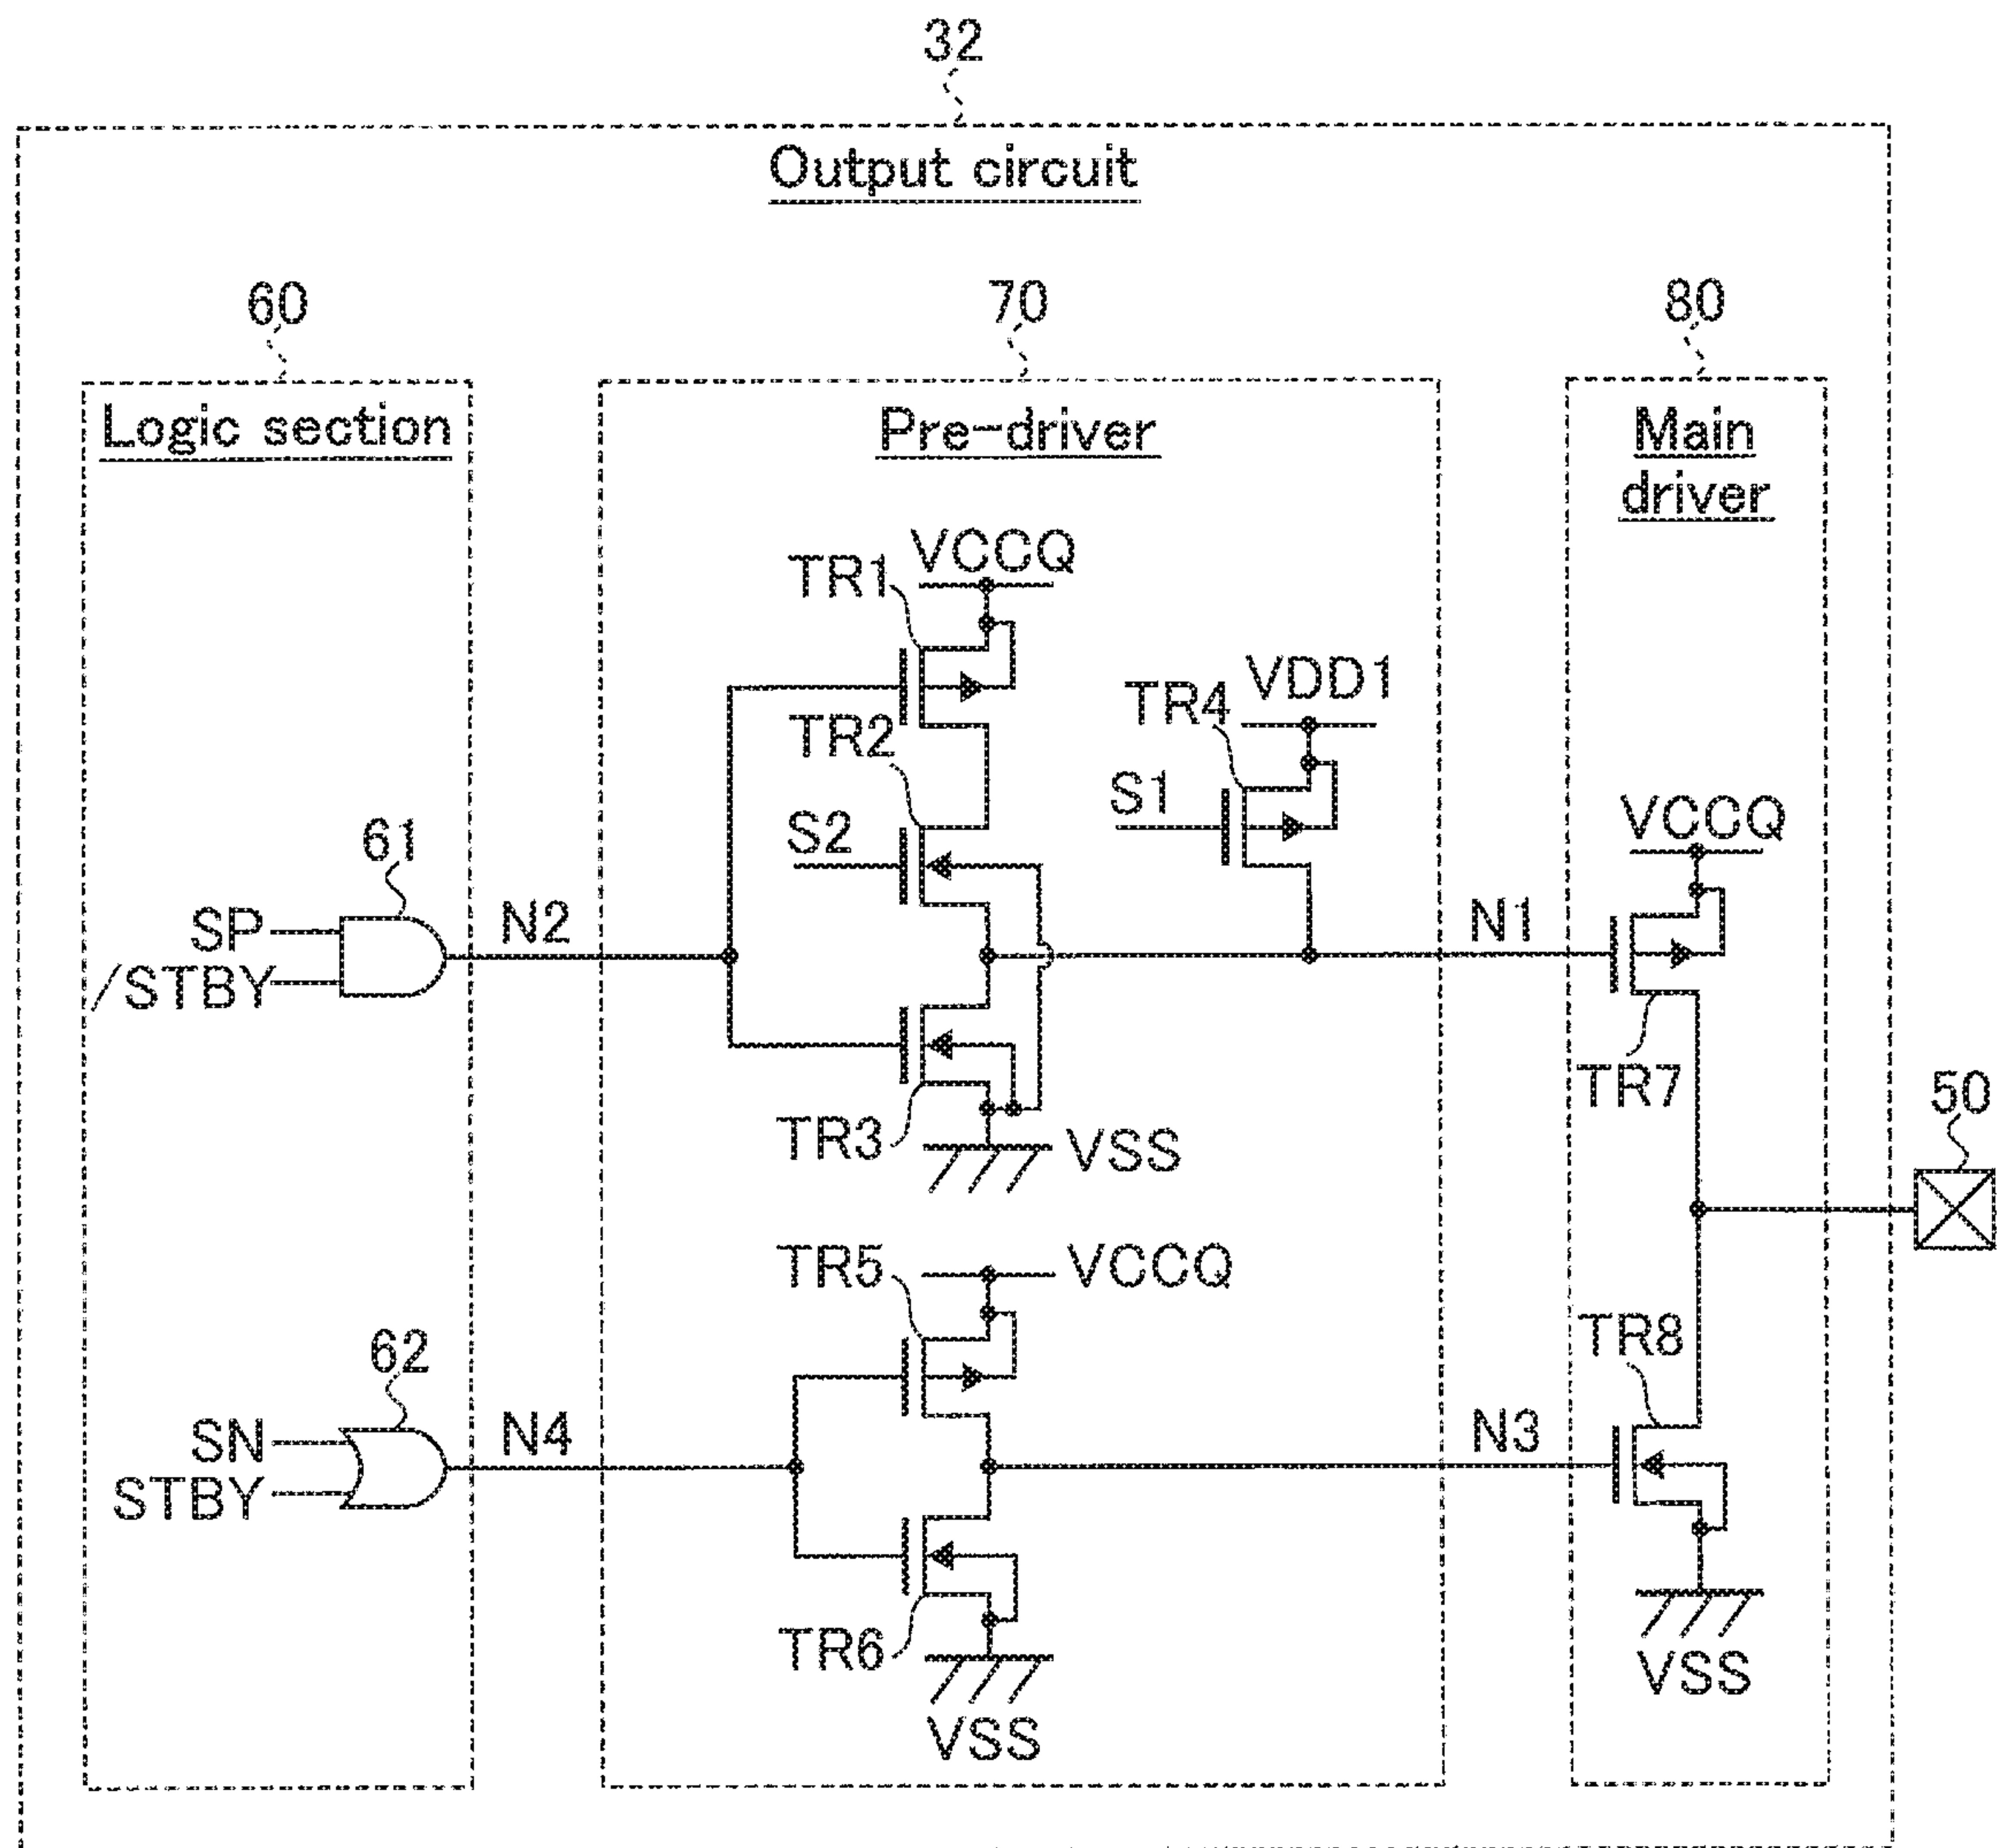 32
Output circuit
60
70
80
Logic section
Pre-driver
Main
driver
VCCQ
TR1
TR2
VDD1
TR4
S1
S2
VCCQ
61
SP
/STBY
N2
N1
TR7
TR3
VSS
50
TR5
VCCQ
TR8
62
SN
STBY
N4
N3
TR6
VSS
VSS